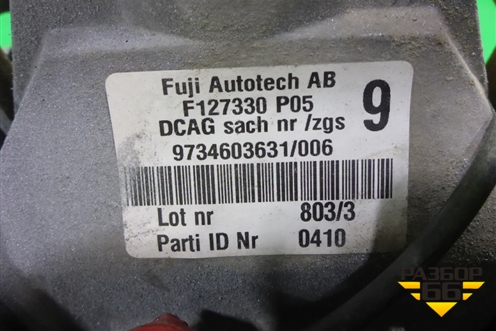 Fuji Autotech AB
F127330 P05 9
DCAG sach nr /zgs
9734603631/006
Lot nr 803/3
Parti ID Nr 0410
РАЗБОР
66